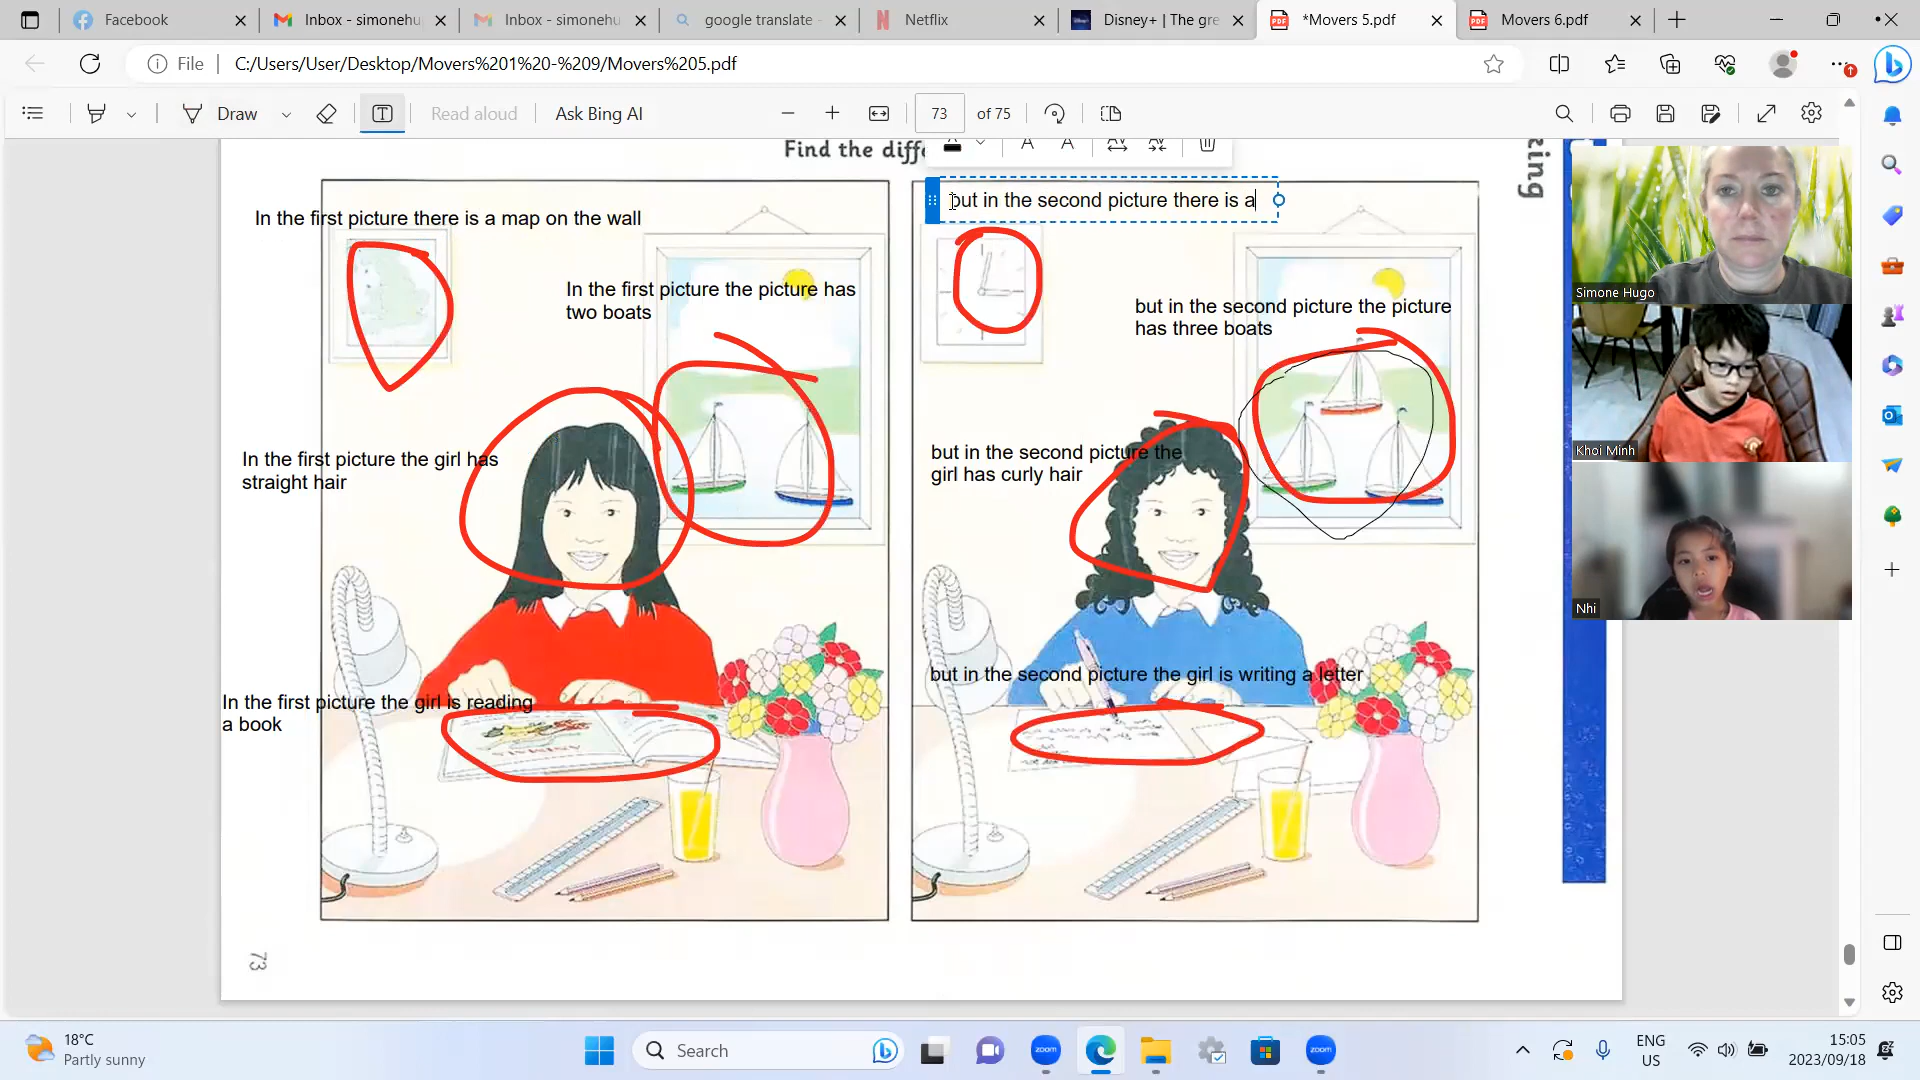 Facebook
Inbox - simonehu
Inbox - simonehu
google translate -
Netflix
Disney+ | The gre
*Movers 5.pdf
Movers 6.pdf
File
C:/Users/User/Desktop/Movers%201%20-%209/Movers%205.pdf
Draw
Read aloud
Ask Bing AI
73
of 75
Find the diffe
In the first picture there is a map on the wall
but in the second picture there is a
In the first picture the picture has
two boats
but in the second picture the picture
has three boats
In the first picture the girl has
straight hair
but in the second picture the
girl has curly hair
In the first picture the girl is reading
a book
but in the second picture the girl is writing a letter
73
Simone Hugo
Khoi Minh
Nhi
18°C
Partly sunny
Search
zoom
zoom
ENG
US
15:05
2023/09/18